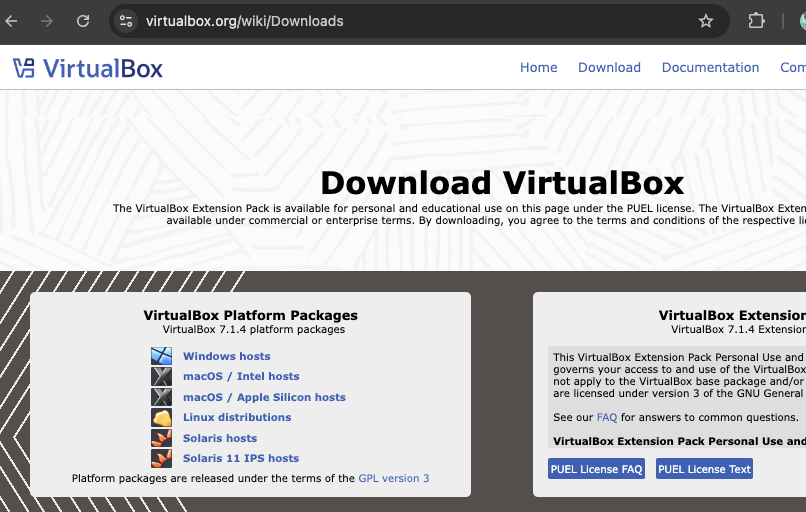 virtualbox.org/wiki/Downloads
VirtualBox
Home Download Documentation Com
Download VirtualBox
The VirtualBox Extension Pack is available for personal and educational use on this page under the PUEL license. The VirtualBox Exten
available under commercial or enterprise terms. By downloading, you agree to the terms and conditions of the respective li
VirtualBox Platform Packages
VirtualBox 7.1.4 platform packages
Windows hosts
macOS / Intel hosts
macOS / Apple Silicon hosts
Linux distributions
Solaris hosts
Solaris 11 IPS hosts
Platform packages are released under the terms of the GPL version 3
VirtualBox Extension
VirtualBox 7.1.4 Extension
This VirtualBox Extension Pack Personal Use and
governs your access to and use of the VirtualBox
not apply to the VirtualBox base package and/or
are licensed under version 3 of the GNU General
See our FAQ for answers to common questions.
VirtualBox Extension Pack Personal Use and
PUEL License FAQ PUEL License Text